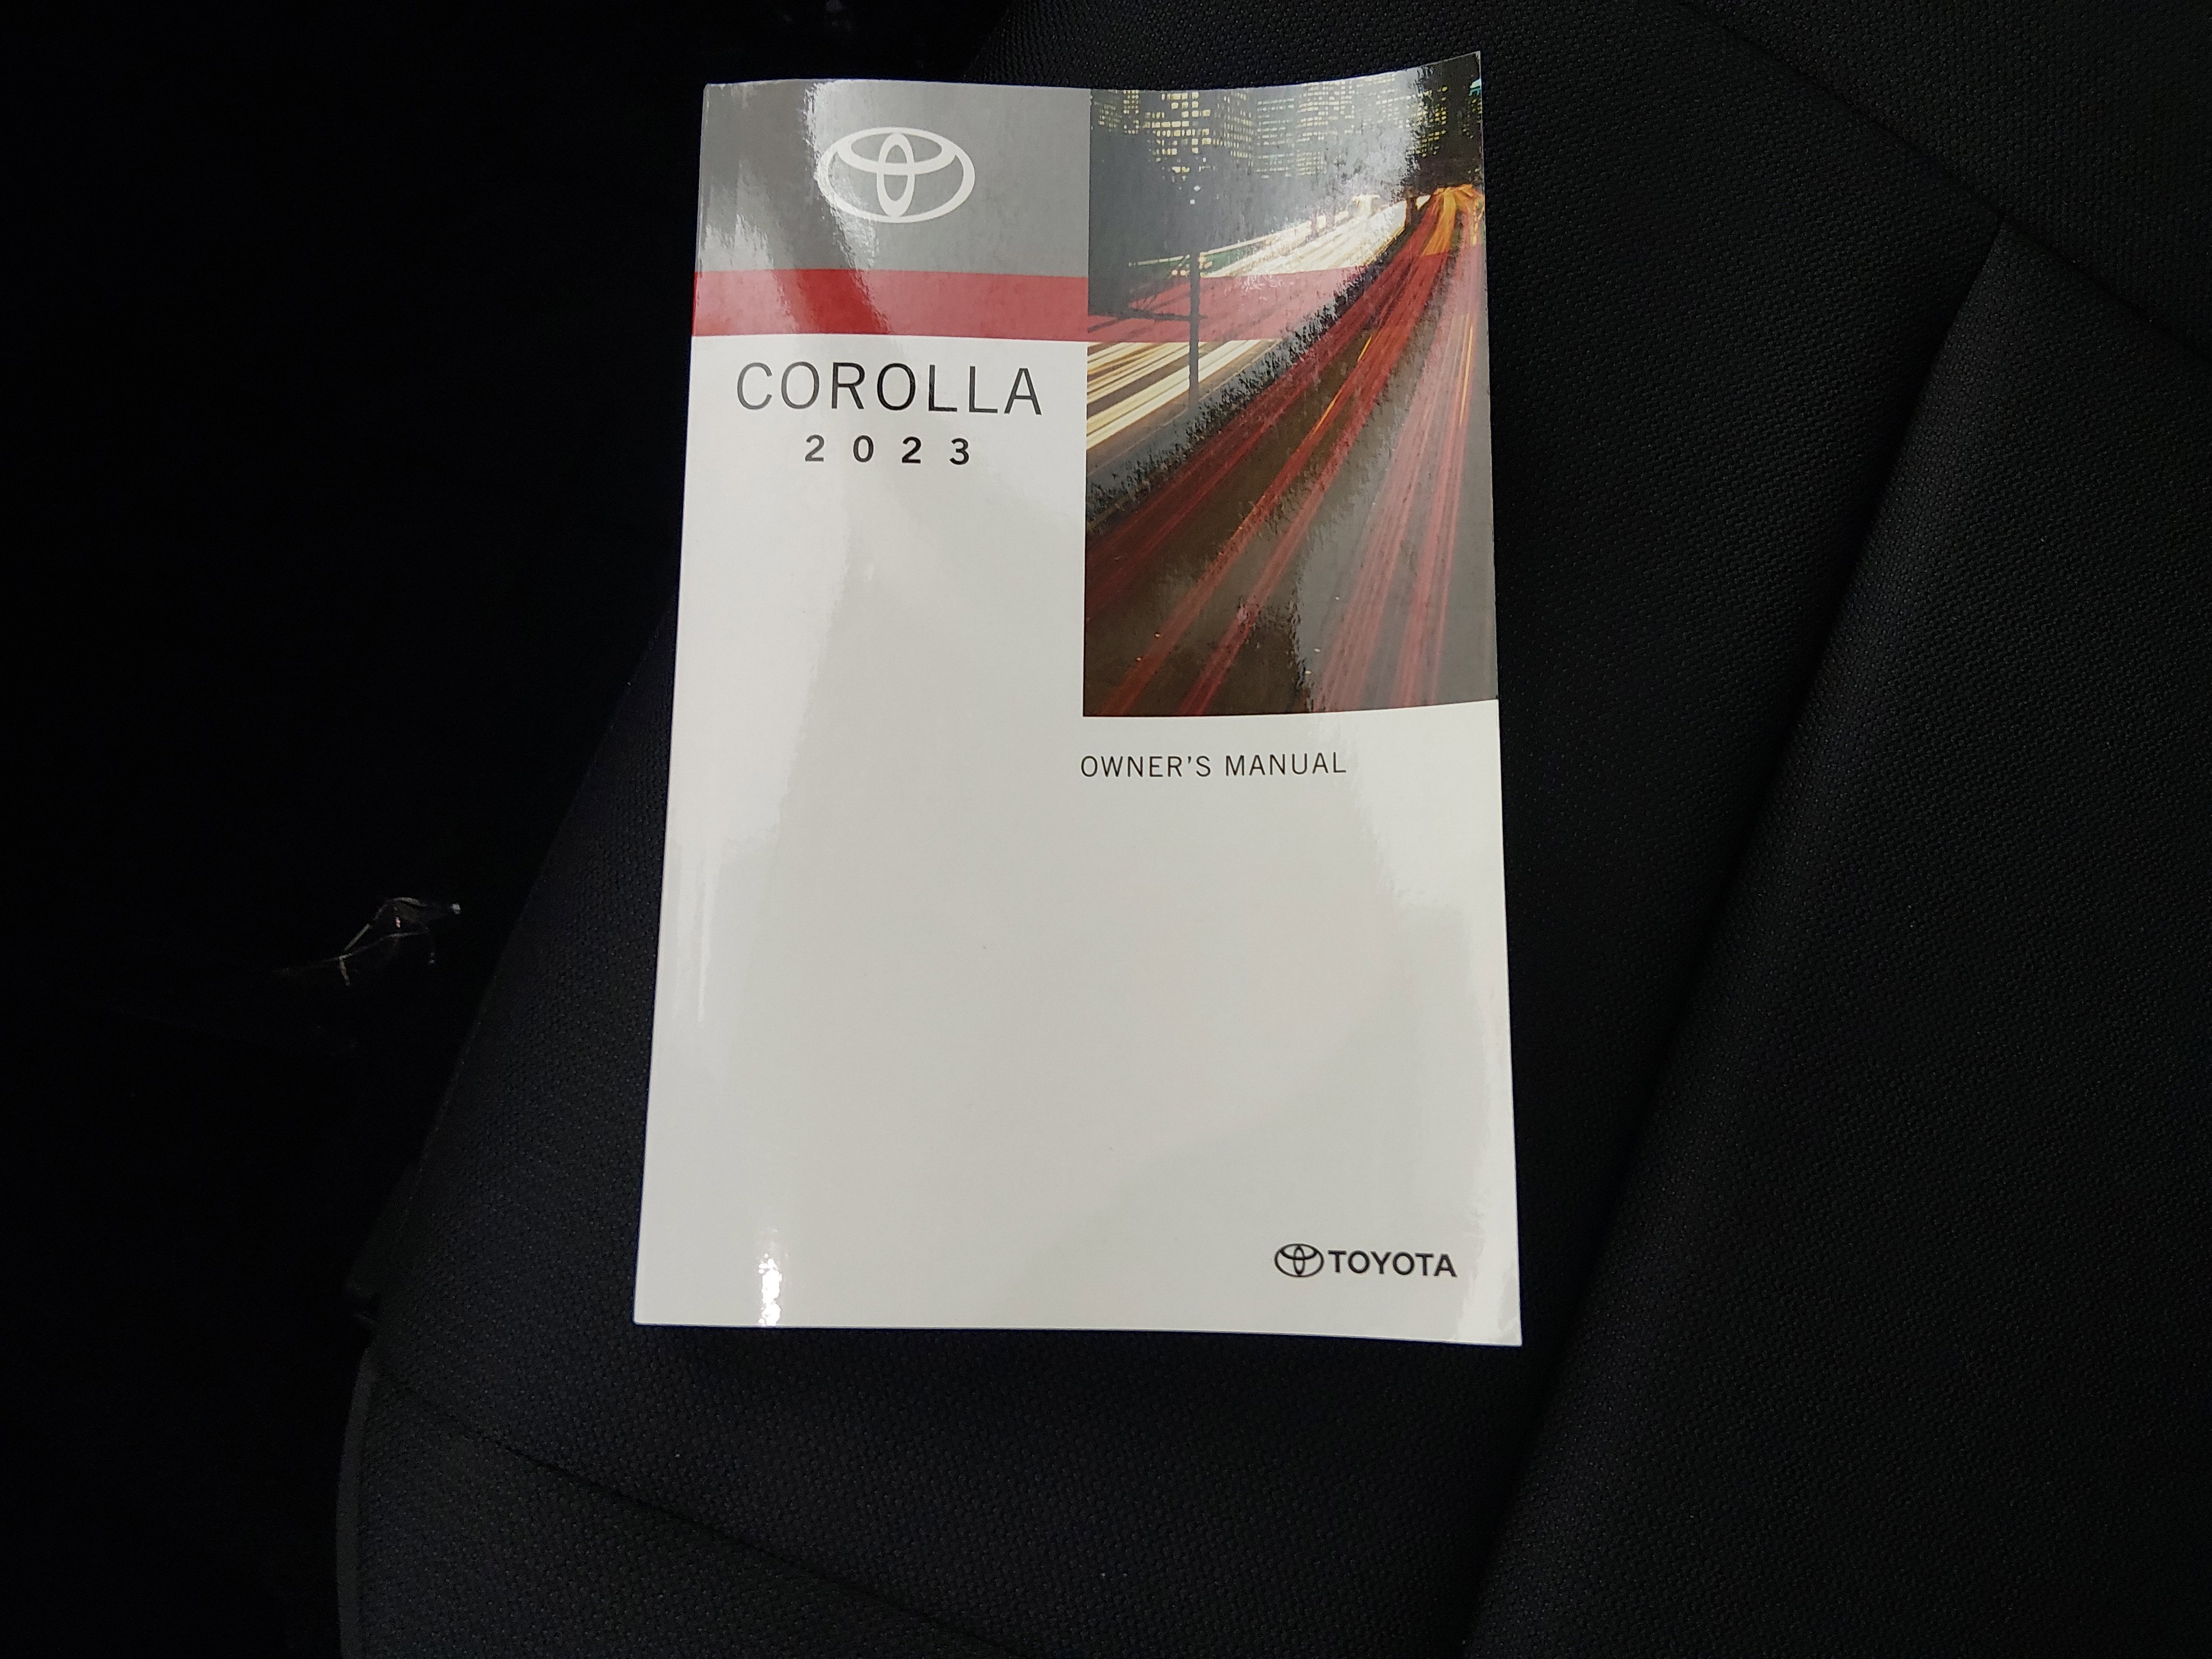 COROLLA
2023
OWNER'S MANUAL
TOYOTA